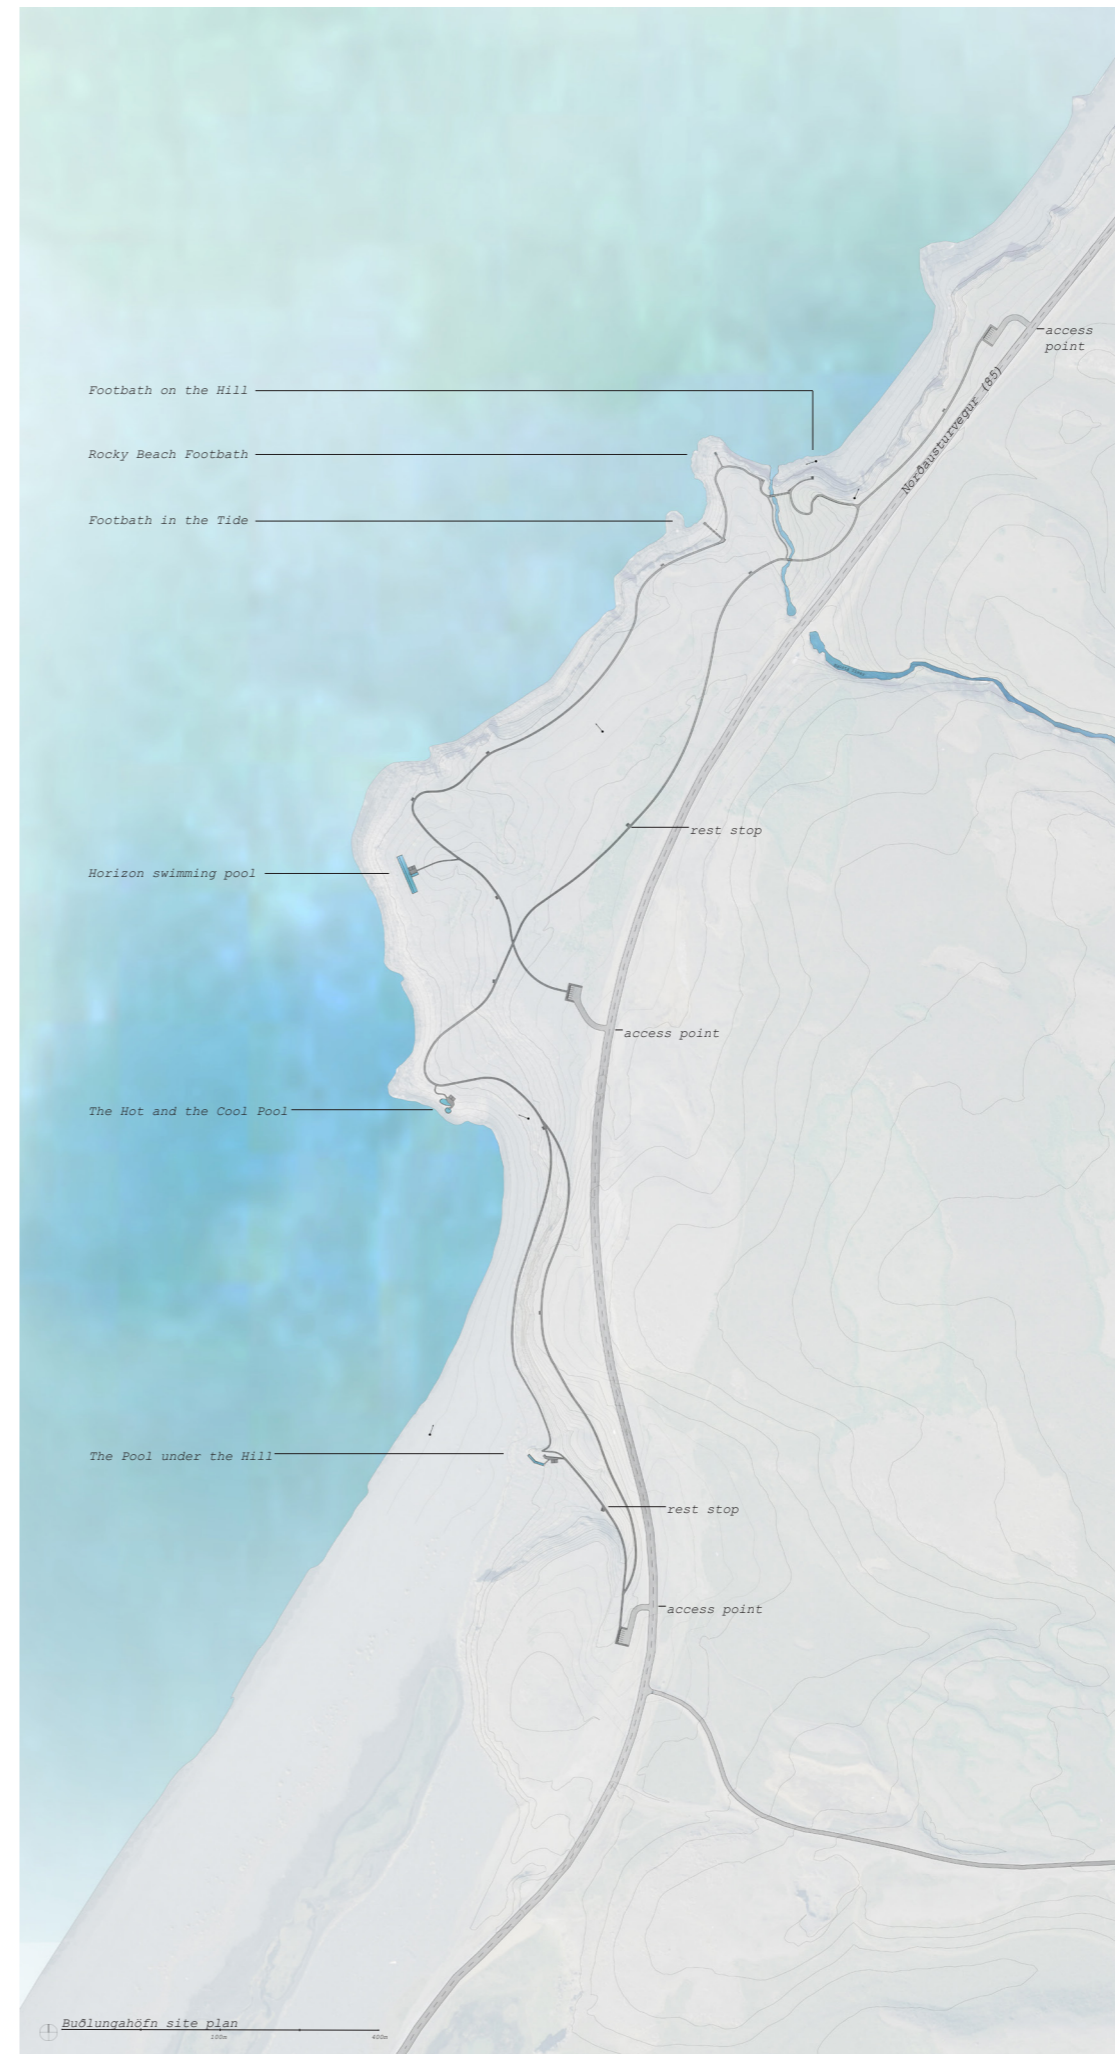 access
point
Footbath on the Hill
Norðausturvegur (85)
Rocky Beach Footbath
Footbath in the Tide
rest stop
Horizon swimming pool
access point
The Hot and the Cool Pool
The Pool under the Hill
rest stop
access point
Buðlungahöfn site plan
100m
400m